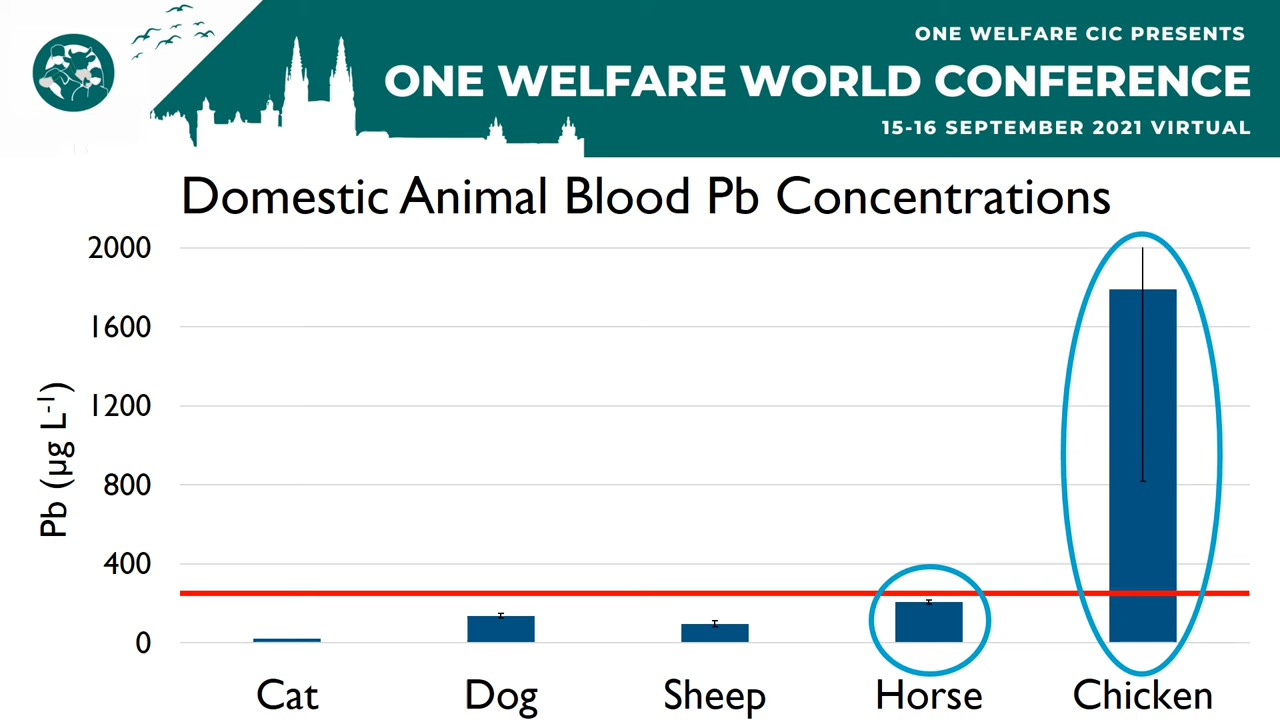 ONE WELFARE CIC PRESENTS
ONE WELFARE WORLD CONFERENCE
15-16 SEPTEMBER 2021 VIRTUAL
Domestic Animal Blood Pb Concentrations
2000
1600
1200
800
400
0
Pb (µg L⁻¹)
Cat Dog Sheep Horse Chicken